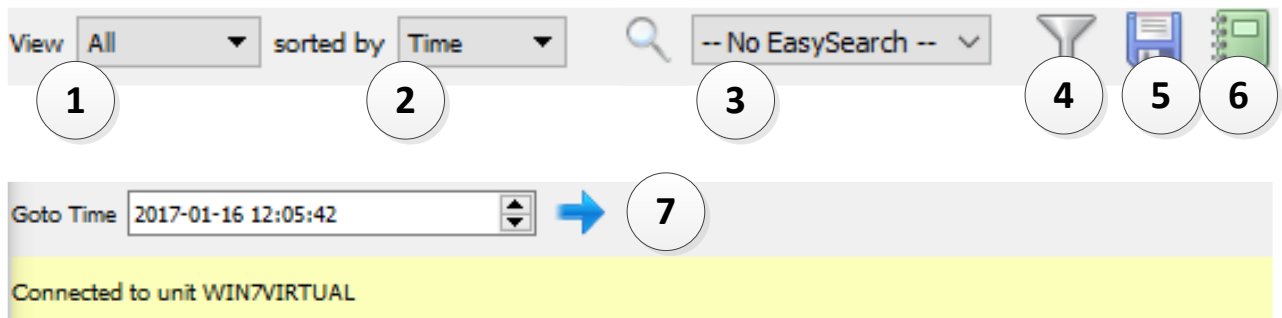 View All sorted by Time -- No EasySearch --
1 2 3 4 5 6
Goto Time 2017-01-16 12:05:42 7
Connected to unit WIN7VIRTUAL